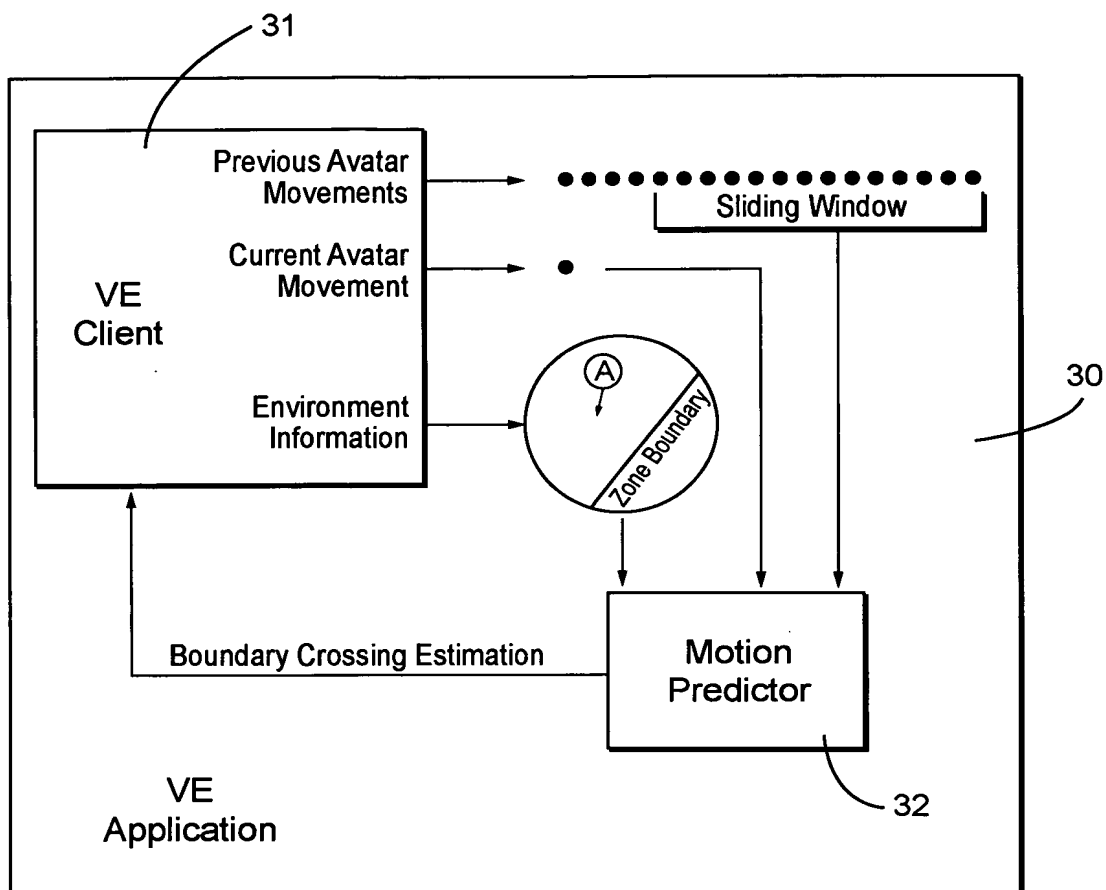 31
Previous Avatar
Movements
Sliding Window
Current Avatar
Movement
VE
Client
A
30
Environment
Information
Zone Boundary
Boundary Crossing Estimation
Motion
Predictor
32
VE
Application